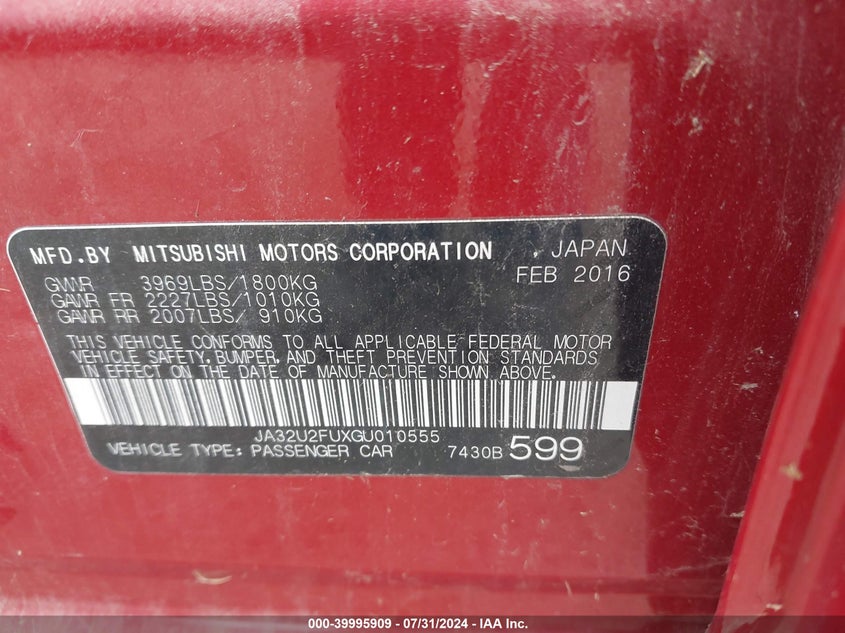 MFD.BY MITSUBISHI MOTORS CORPORATION , JAPAN
FEB 2016
GVWR 3969LBS/1800KG
GAWR FR 2227LBS/1010KG
GAWR RR 2007LBS/ 910KG
THIS VEHICLE CONFORMS TO ALL APPLICABLE FEDERAL MOTOR
VEHICLE SAFETY, BUMPER, AND THEFT PREVENTION STANDARDS
IN EFFECT ON THE DATE OF MANUFACTURE SHOWN ABOVE.
JA32U2FUXGU010555
VEHICLE TYPE: PASSENGER CAR 7430B 599
000-39995909 / 07/31/2024 - IAA Inc.